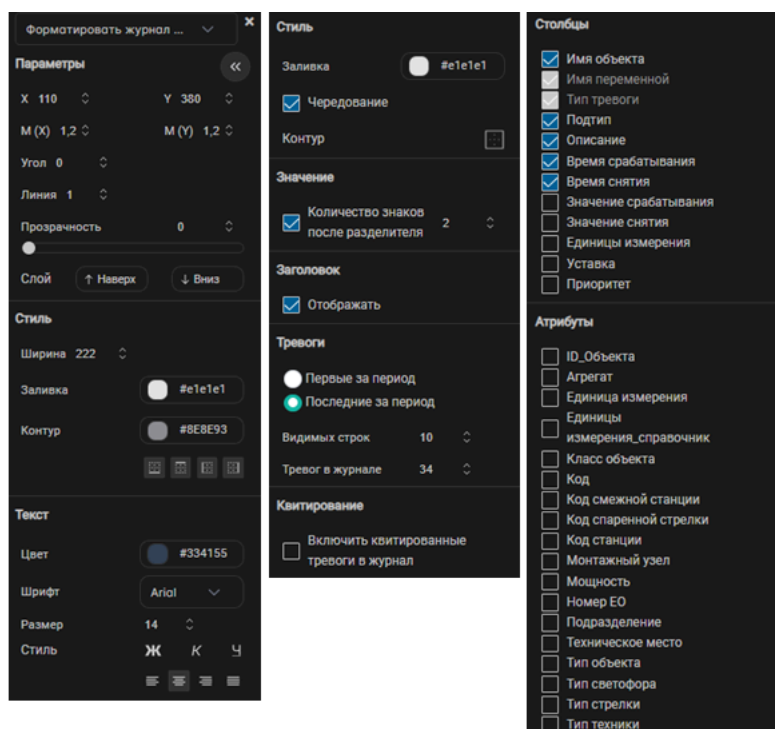 Форматировать журнал ...
×
Параметры
«
X 110
Y 380
M (X) 1,2
M (Y) 1,2
Угол 0
Линия 1
Прозрачность 0
Слой ↑ Наверх ↓ Вниз
Стиль
Ширина 222
Заливка #e1e1e1
Контур #8E8E93
Текст
Цвет #334155
Шрифт Arial
Размер 14
Стиль Ж К Ч
Стиль
Заливка #e1e1e1
Чередование
Контур
Значение
Количество знаков
после разделителя 2
Заголовок
Отображать
Тревоги
Первые за период
Последние за период
Видимых строк 10
Тревог в журнале 34
Квитирование
Включить квитированные
тревоги в журнал
Столбцы
Имя объекта
Имя переменной
Тип тревоги
Подтип
Описание
Время срабатывания
Время снятия
Значение срабатывания
Значение снятия
Единицы измерения
Уставка
Приоритет
Атрибуты
ID_Объекта
Агрегат
Единица измерения
Единицы
измерения_справочник
Класс объекта
Код
Код смежной станции
Код спаренной стрелки
Код станции
Монтажный узел
Мощность
Номер ЕО
Подразделение
Техническое место
Тип объекта
Тип светофора
Тип стрелки
Тип техники